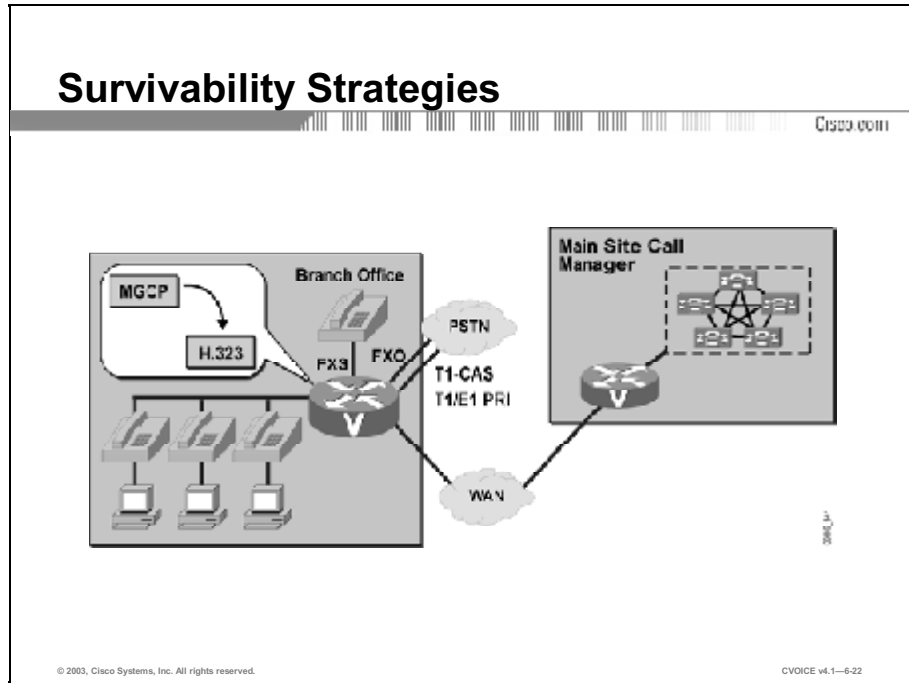 Survivability Strategies
Cisco.com
MGCP
H.323
Branch Office
FXS
FXO
PSTN
T1-CAS
T1/E1 PRI
V
WAN
Main Site Call
Manager
© 2003, Cisco Systems, Inc. All rights reserved.
CVOICE v4.1—6-22